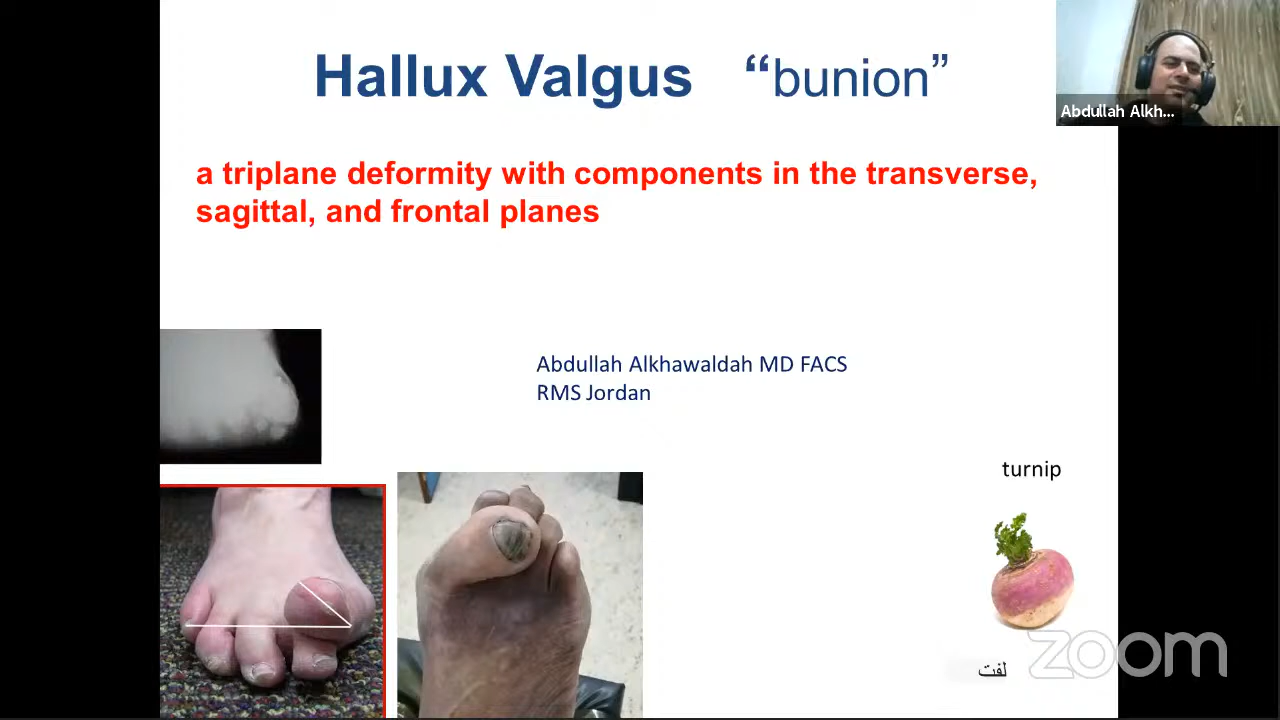 Hallux Valgus “bunion”
Abdullah Alkh...
a triplane deformity with components in the transverse,
sagittal, and frontal planes
Abdullah Alkhawaldah MD FACS
RMS Jordan
turnip
لفت
zoom